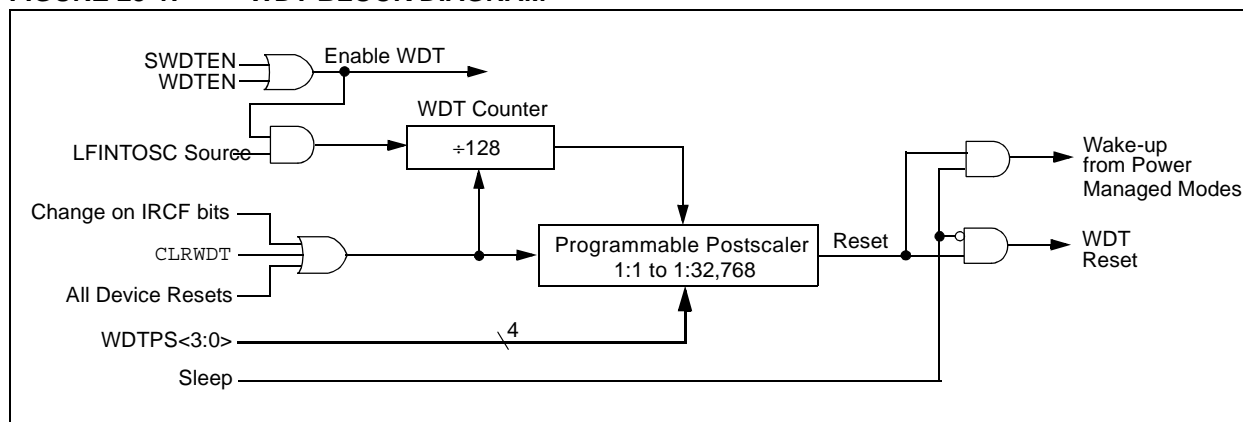 SWDTEN
WDTEN
Enable WDT
WDT Counter
LFINTOSC Source
÷128
Wake-up
from Power
Managed Modes
Change on IRCF bits
CLRWDT
All Device Resets
Programmable Postscaler
1:1 to 1:32,768
Reset
WDT
Reset
WDTPS<3:0>
4
Sleep